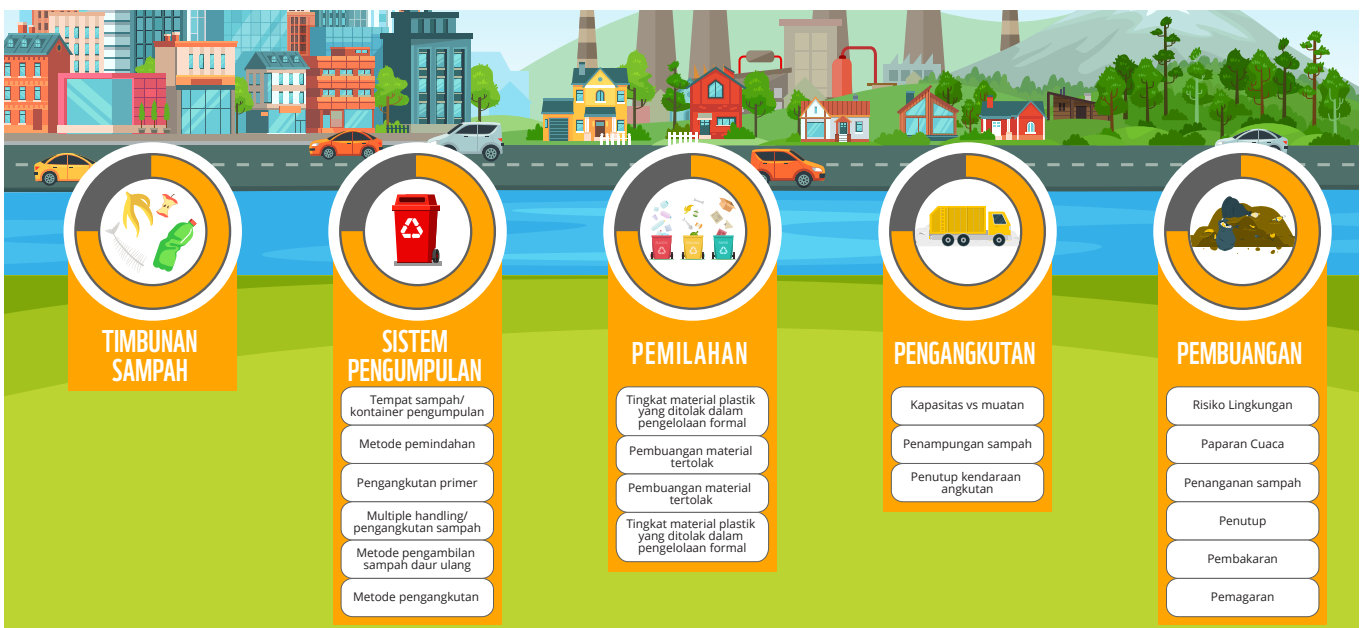 TIMBUNAN
SAMPAH
SISTEM
PENGUMPULAN
Tempat sampah/
kontainer pengumpulan
Metode pemindahan
Pengangkutan primer
Multiple handling/
pengangkutan sampah
Metode pengambilan
sampah daur ulang
Metode pengangkutan
PEMILAHAN
Tingkat material plastik
yang ditolak dalam
pengelolaan formal
Pembuangan material
tertolak
Pembuangan material
tertolak
Tingkat material plastik
yang ditolak dalam
pengelolaan formal
PENGANGKUTAN
Kapasitas vs muatan
Penampungan sampah
Penutup kendaraan
angkutan
PEMBUANGAN
Risiko Lingkungan
Paparan Cuaca
Penanganan sampah
Penutup
Pembakaran
Pemagaran